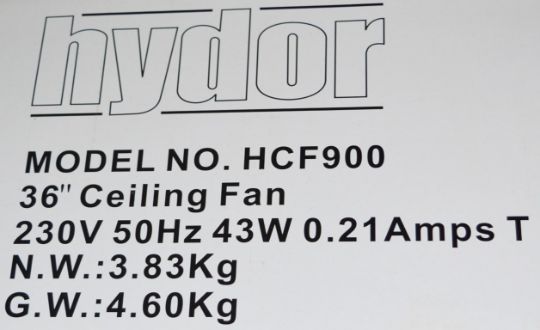 hydor
MODEL NO. HCF900
36" Ceiling Fan
230V 50Hz 43W 0.21Amps T
N.W.:3.83Kg
G.W.:4.60Kg